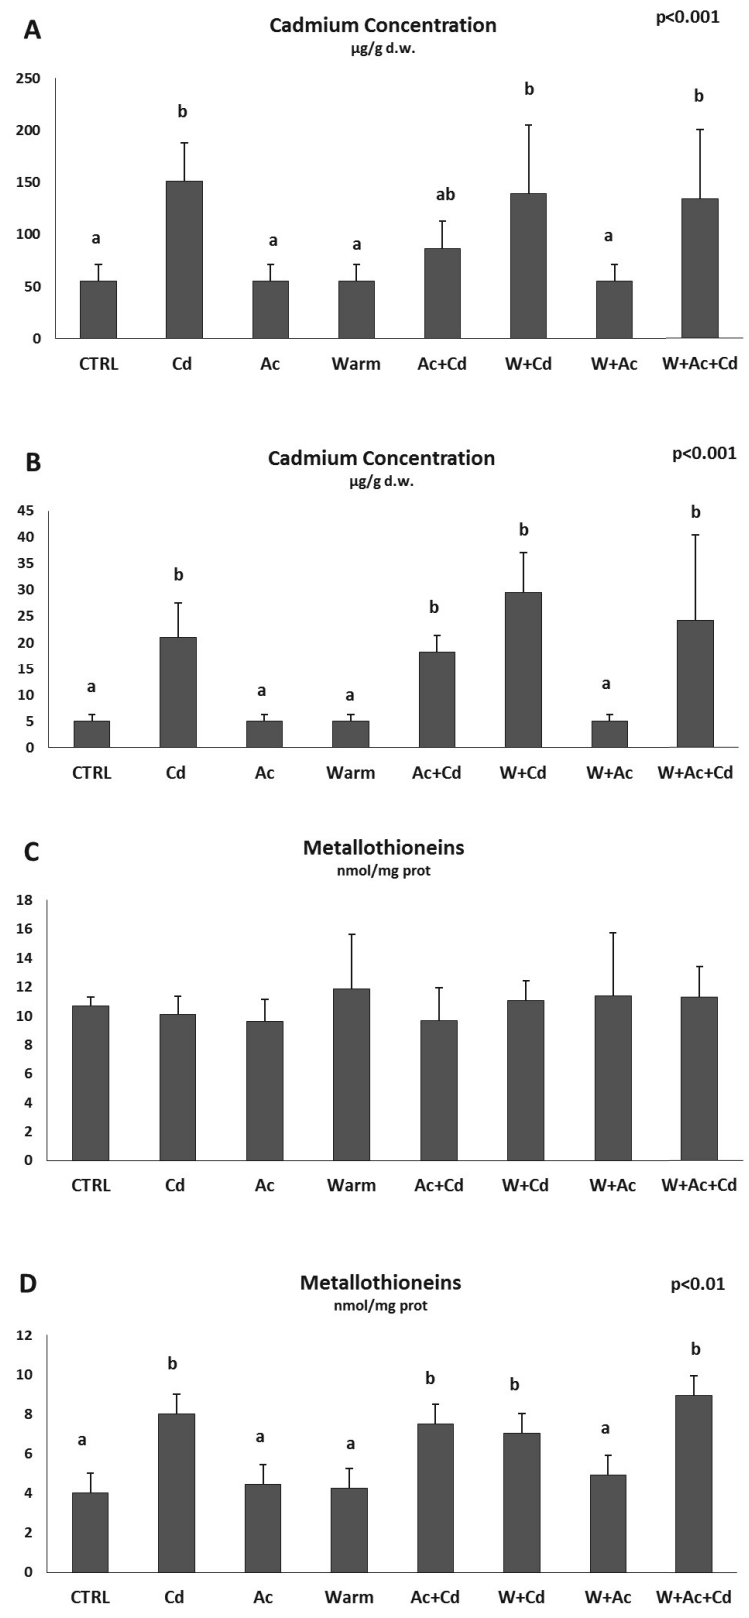 A
Cadmium Concentration
p<0.001
µg/g d.w.
250
200
150
100
50
0
b
b
b
ab
a
a
a
a
CTRL Cd Ac Warm Ac+Cd W+Cd W+Ac W+Ac+Cd
B
Cadmium Concentration
p<0.001
µg/g d.w.
45
40
35
30
25
20
15
10
5
0
b
b
b
b
a
a
a
a
CTRL Cd Ac Warm Ac+Cd W+Cd W+Ac W+Ac+Cd
C
Metallothioneins
nmol/mg prot
18
16
14
12
10
8
6
4
2
0
CTRL Cd Ac Warm Ac+Cd W+Cd W+Ac W+Ac+Cd
D
Metallothioneins
p<0.01
nmol/mg prot
12
10
8
6
4
2
0
b
b
b
b
a
a
a
a
CTRL Cd Ac Warm Ac+Cd W+Cd W+Ac W+Ac+Cd